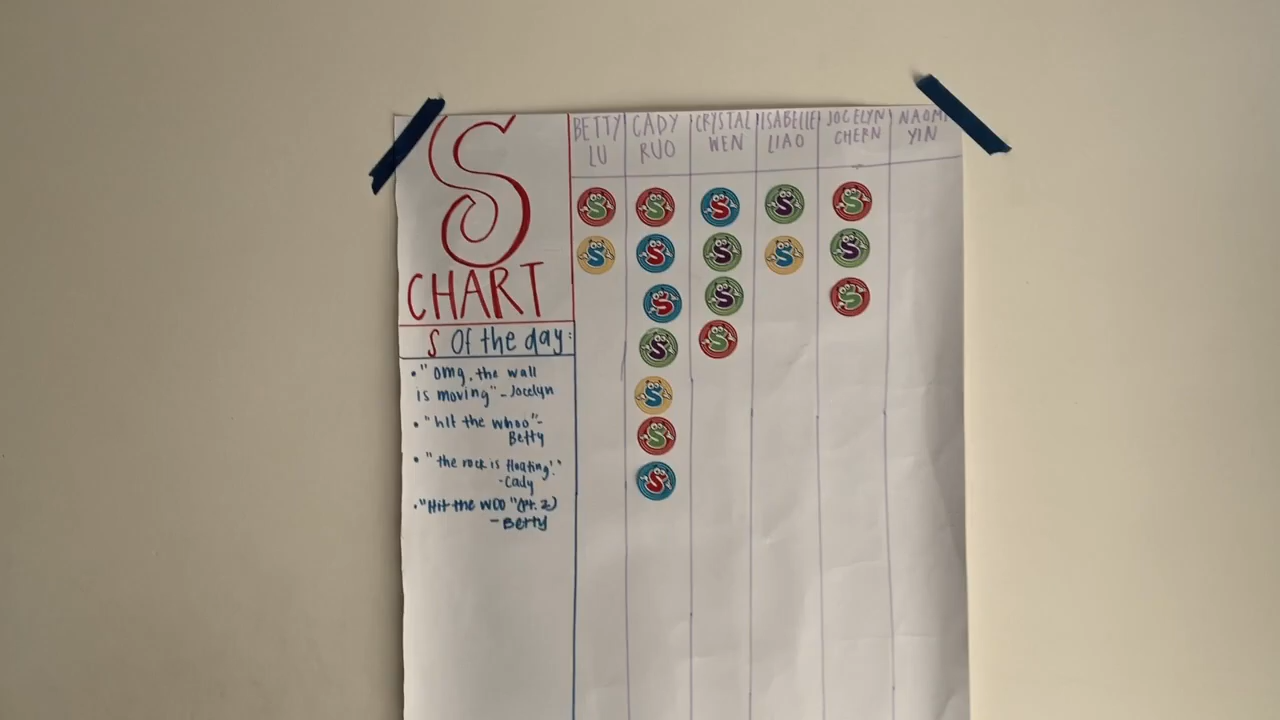 S
CHART
S Of the day:
• "omg, the wall
is moving" - Jocelyn
• "hit the whoo" -
Betty
• "the rock is floating."
- Cady
• "Hit the WOO" (pt. 2)
- Betty
BETTY
LU
CADY
RUO
CRYSTAL
WEN
ISABELLE
LIAO
JOCELYN
CHERN
NAOMI
YIN
S S S S S
S S S S S
S S S
S S
S
S
S